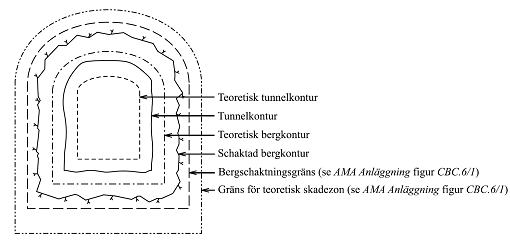 Teoretisk tunnelkontur
Tunnelkontur
Teoretisk bergkontur
Schaktad bergkontur
Bergschaktningsgräns (se AMA Anläggning figur CBC.6/1)
Gräns för teoretisk skadezon (se AMA Anläggning figur CBC.6/1)